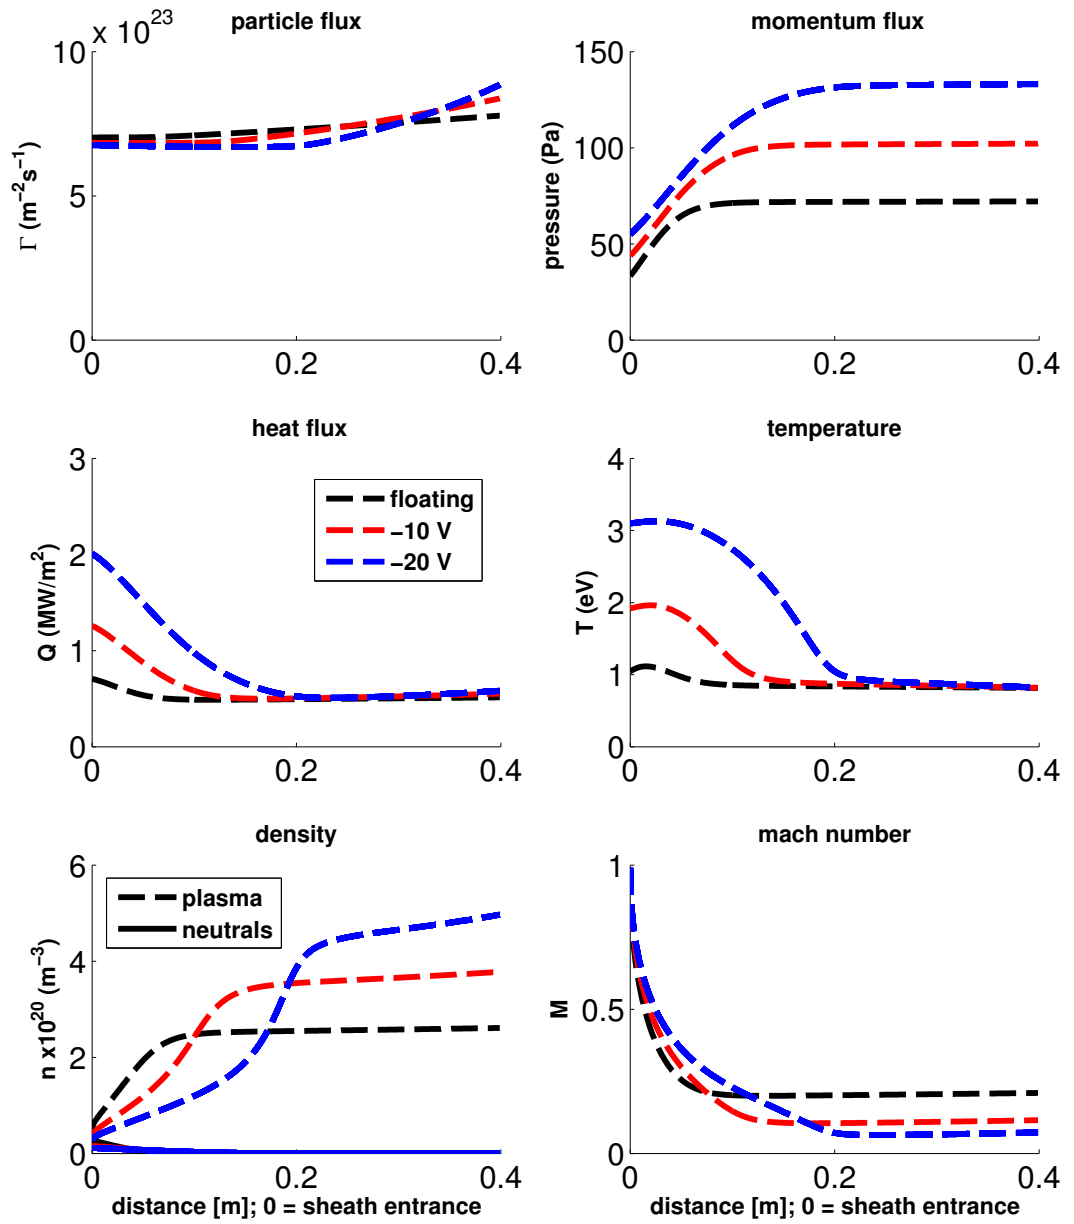 particle flux
x 10^23
10
5
0
0 0.2 0.4
Γ (m⁻²s⁻¹)
momentum flux
150
100
50
0
0 0.2 0.4
pressure (Pa)
heat flux
3
2
1
0
0 0.2 0.4
Q (MW/m²)
floating
−10 V
−20 V
temperature
4
3
2
1
0
0 0.2 0.4
T (eV)
density
6
4
2
0
0 0.2 0.4
n x10²⁰ (m⁻³)
plasma
neutrals
distance [m]; 0 = sheath entrance
mach number
1
0.5
0
0 0.2 0.4
M
distance [m]; 0 = sheath entrance